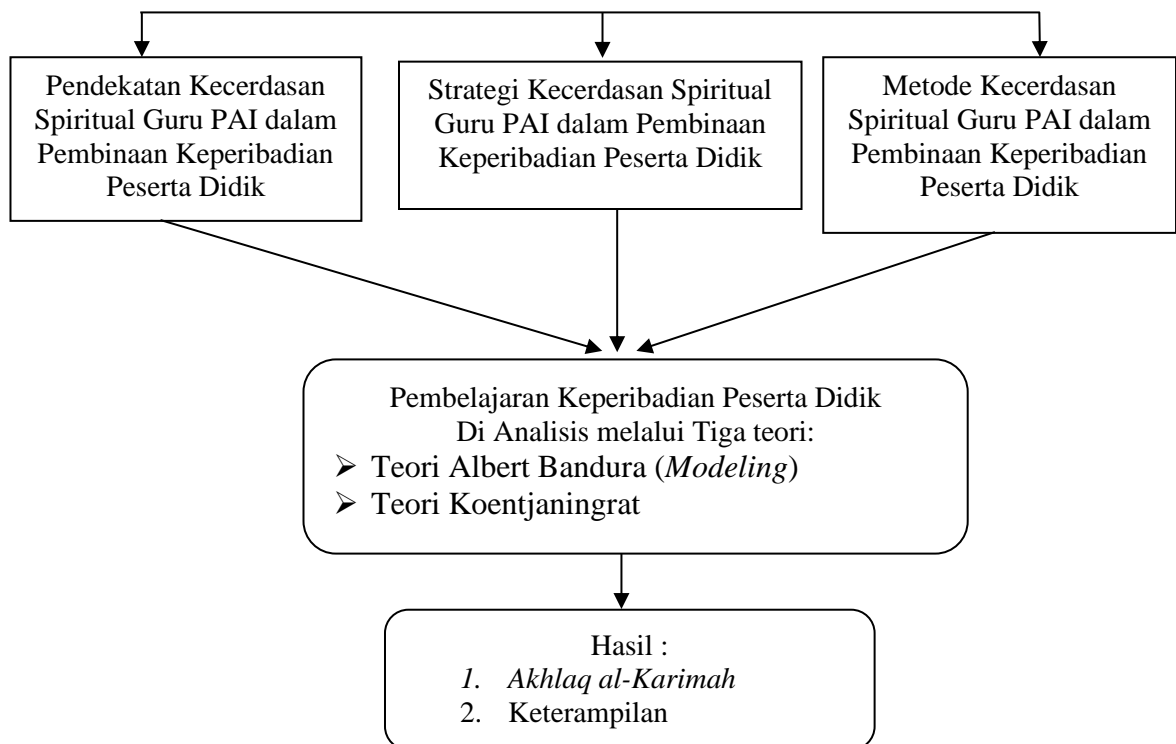 Pendekatan Kecerdasan
Spiritual Guru PAI dalam
Pembinaan Keperibadian
Peserta Didik
Strategi Kecerdasan Spiritual
Guru PAI dalam Pembinaan
Keperibadian Peserta Didik
Metode Kecerdasan
Spiritual Guru PAI dalam
Pembinaan Keperibadian
Peserta Didik
Pembelajaran Keperibadian Peserta Didik
Di Analisis melalui Tiga teori:
➢ Teori Albert Bandura (Modeling)
➢ Teori Koentjaningrat
Hasil :
1. Akhlaq al-Karimah
2. Keterampilan